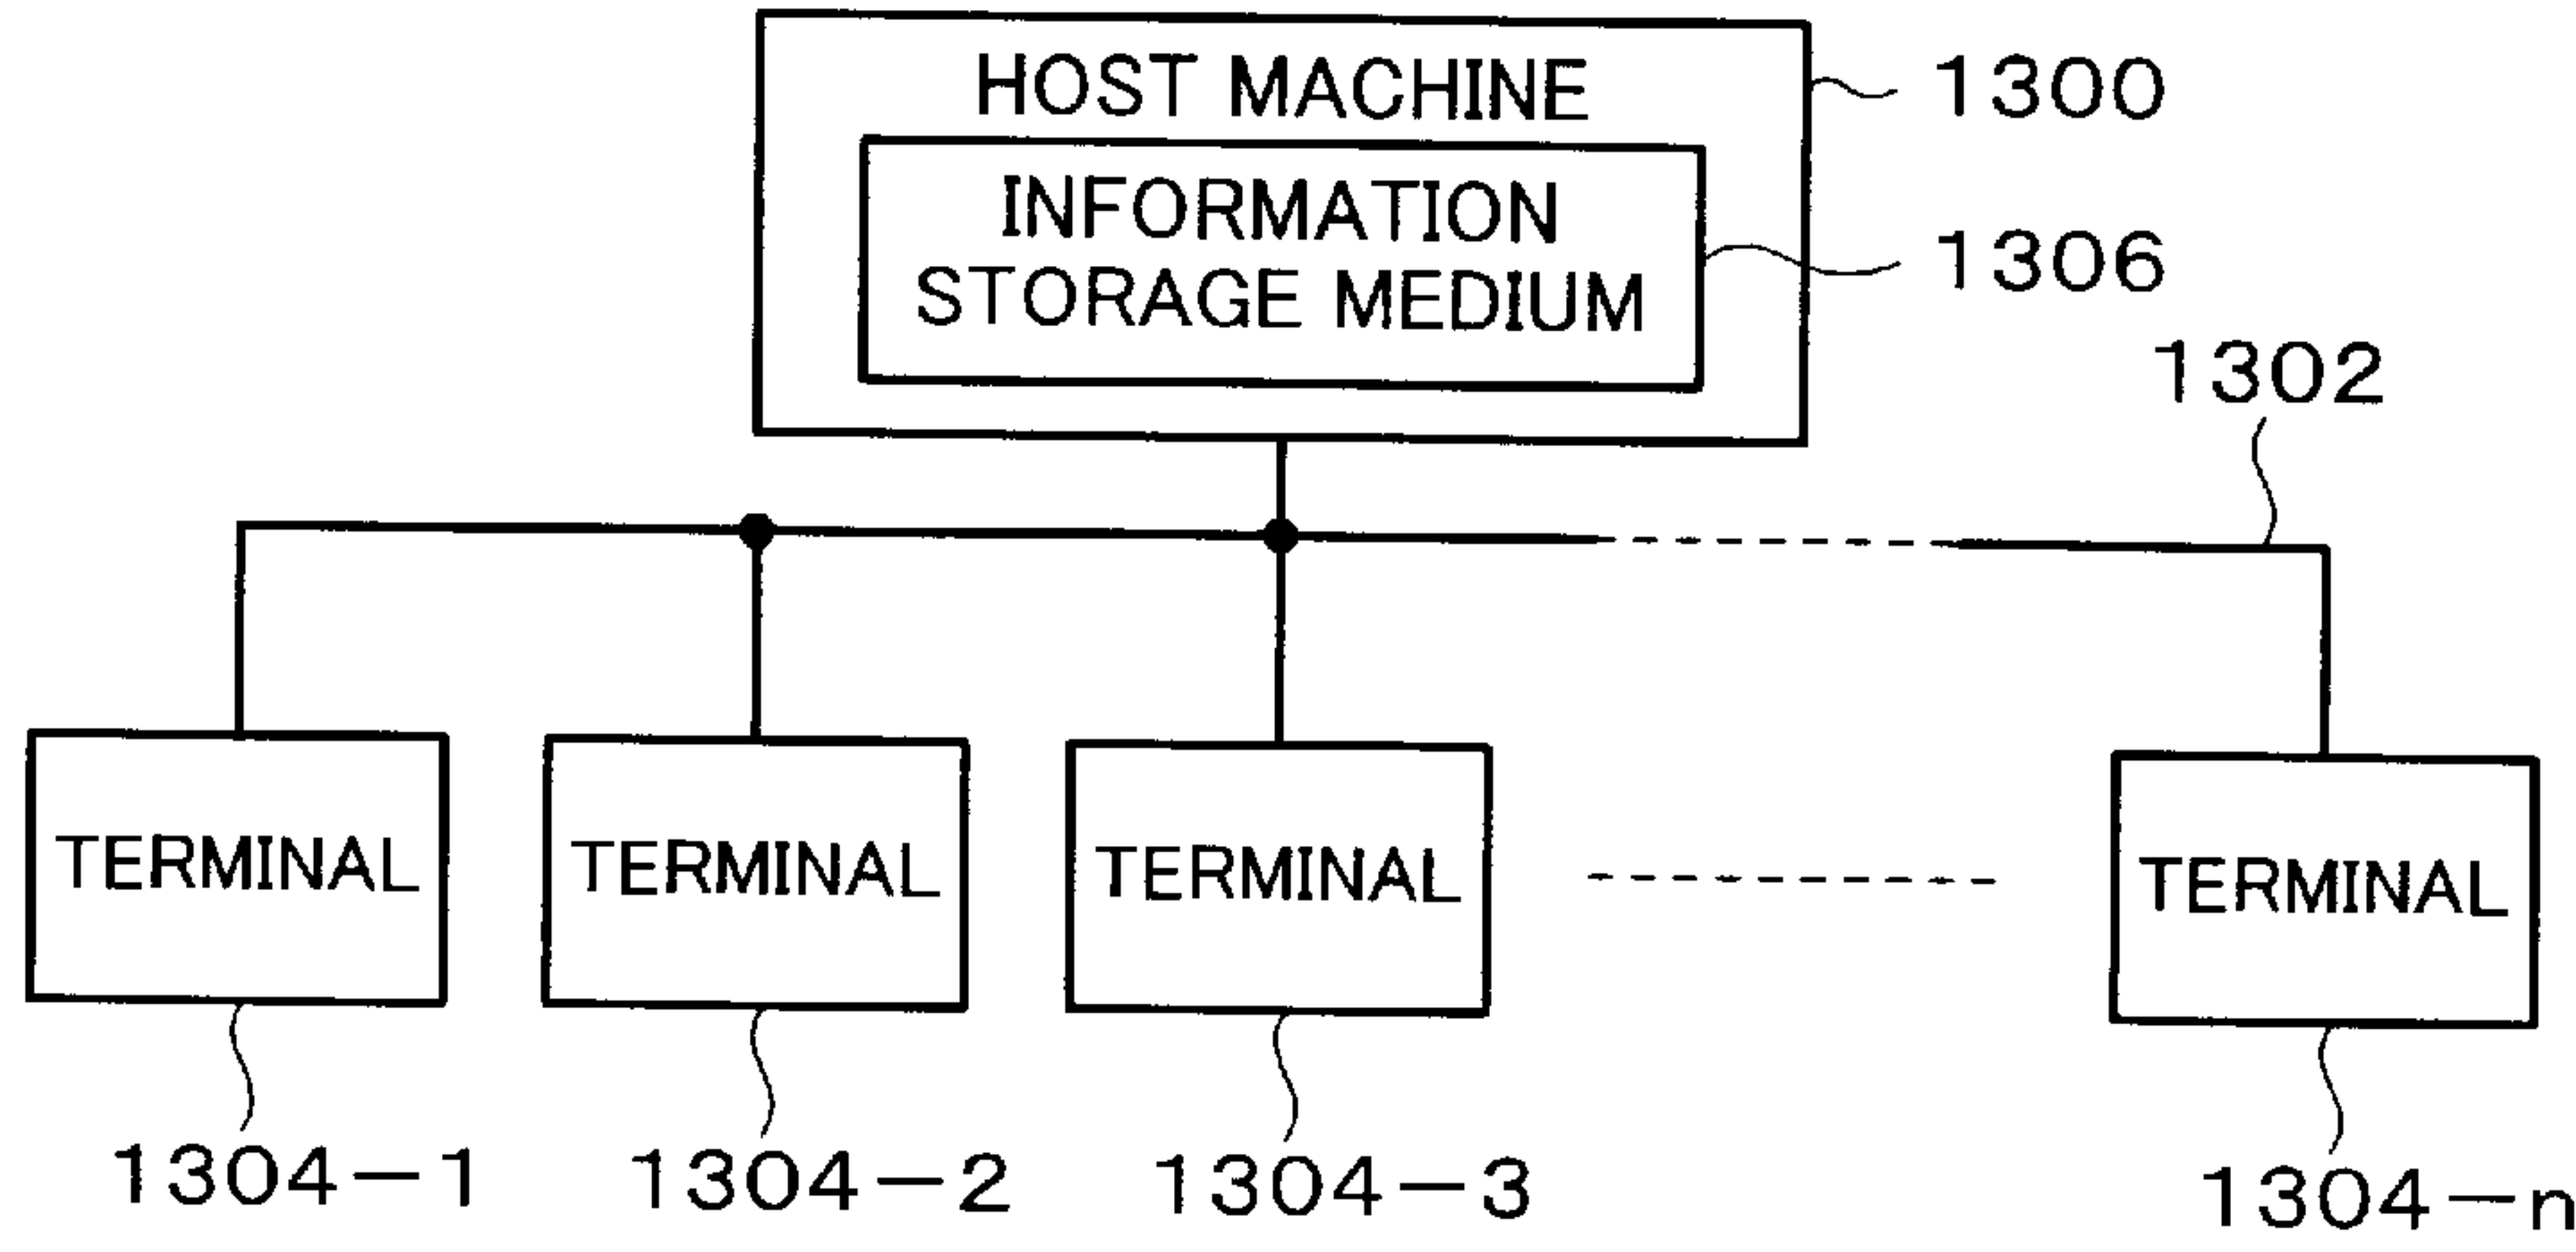 HOST MACHINE
1300
INFORMATION
STORAGE MEDIUM
1306
1302
TERMINAL
TERMINAL
TERMINAL
TERMINAL
1304-1
1304-2
1304-3
1304-n